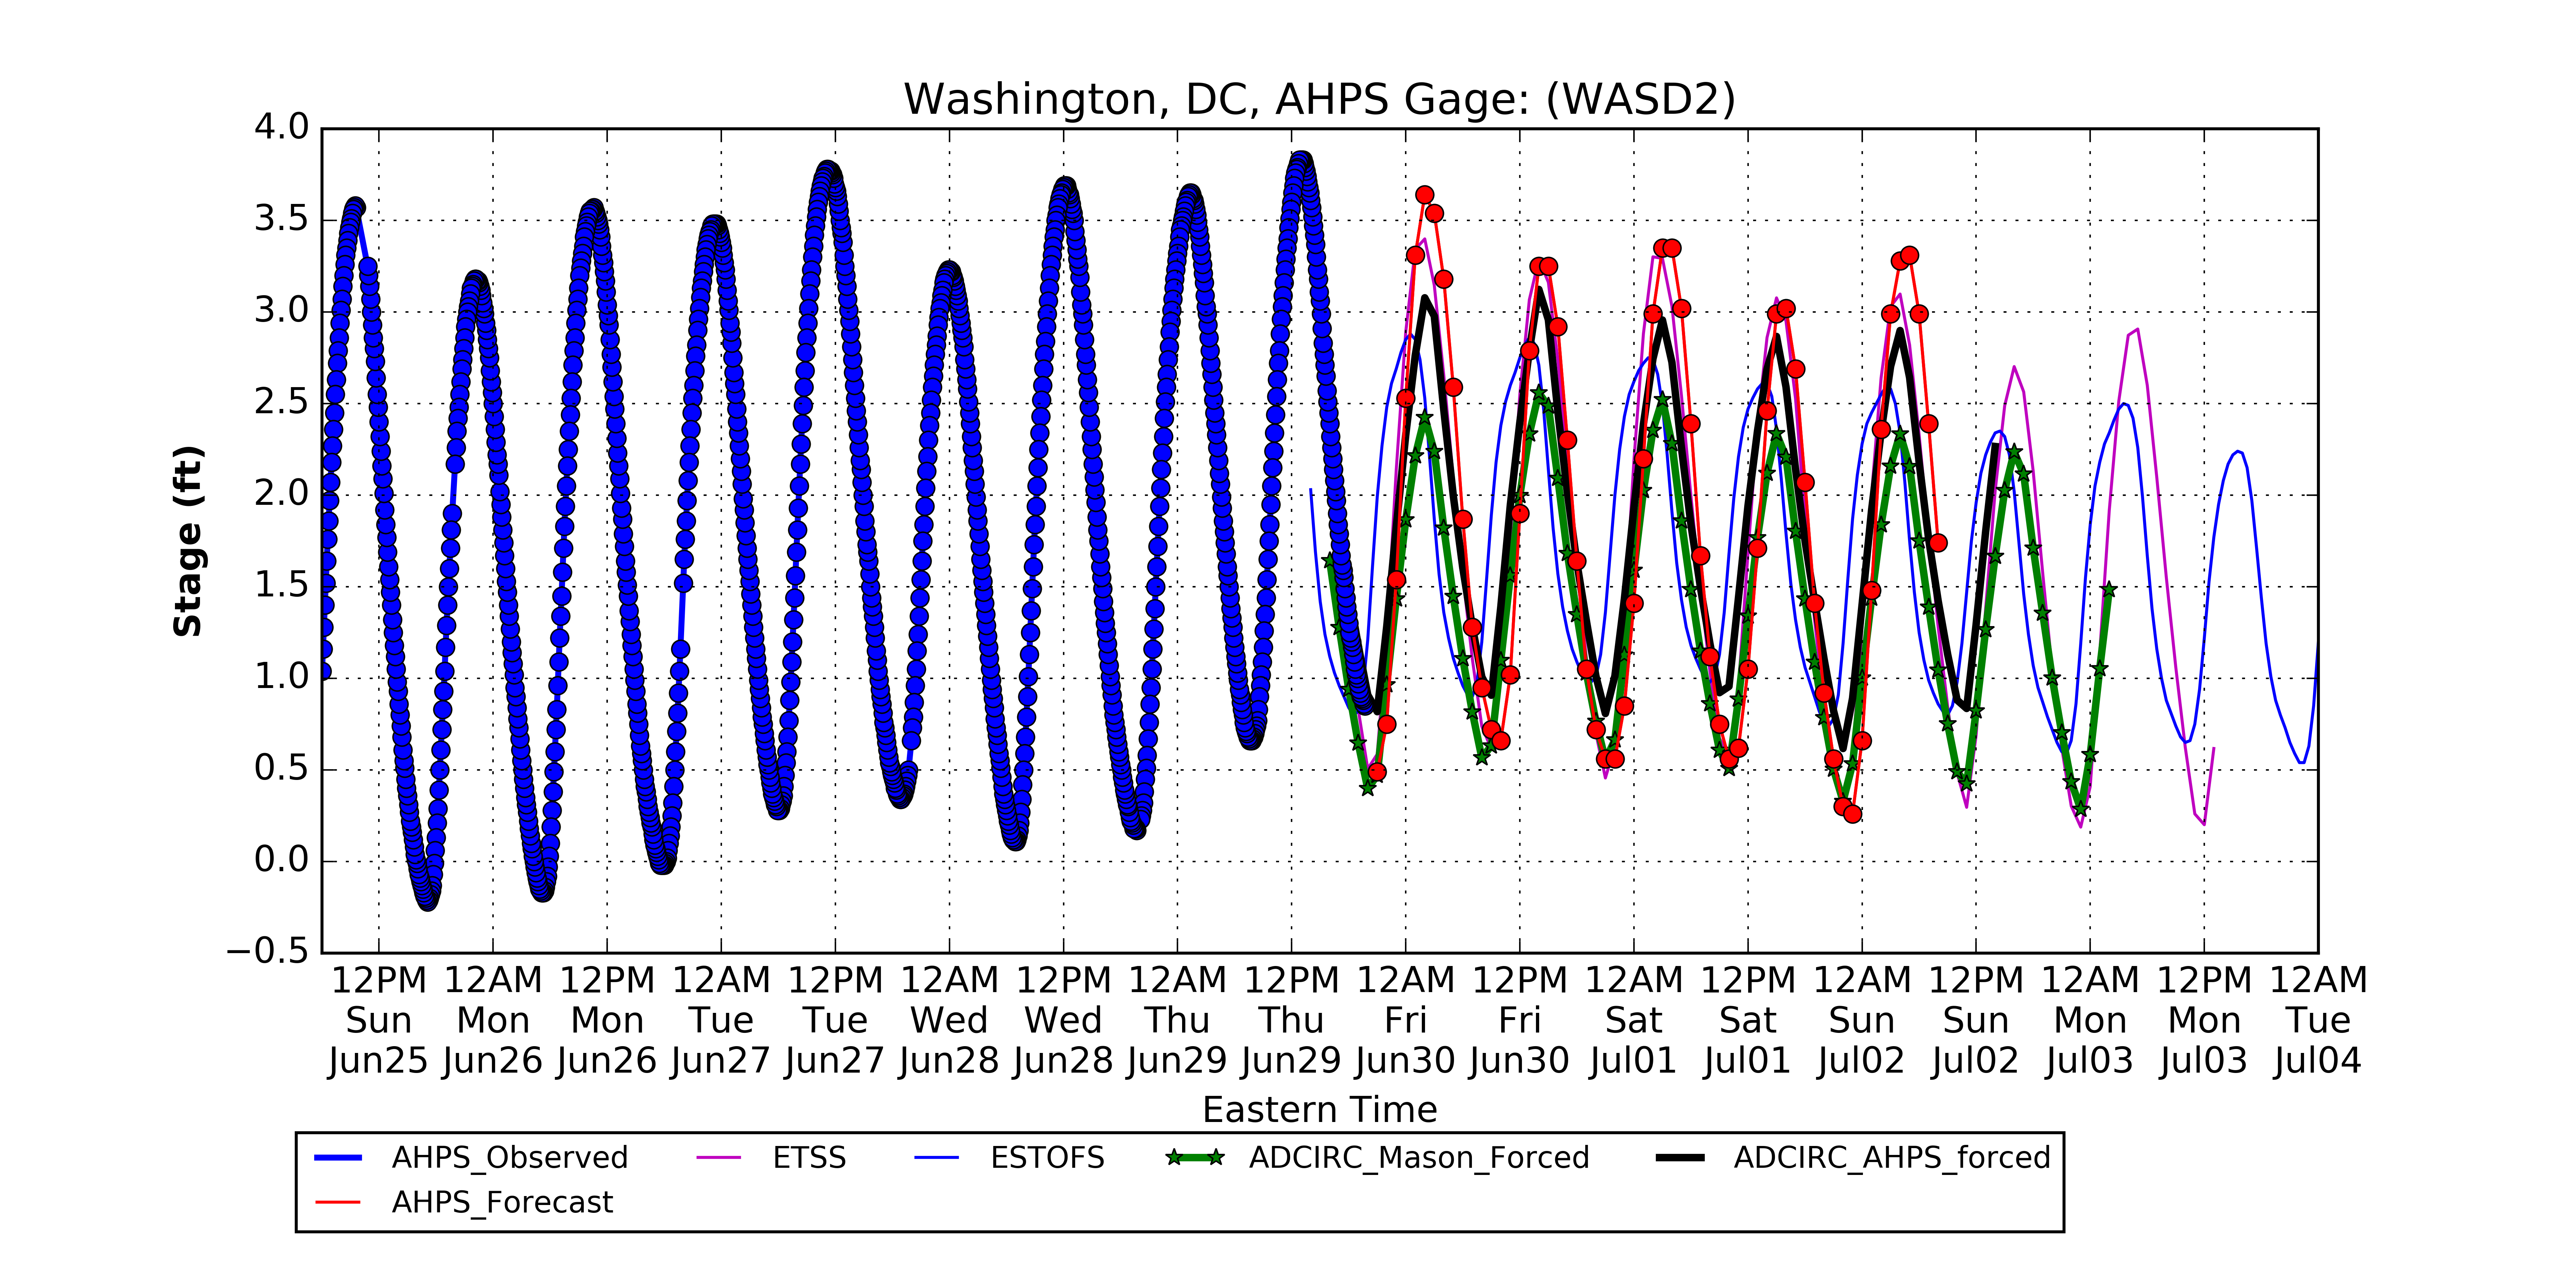 Washington, DC, AHPS Gage: (WASD2)
4.0
3.5
3.0
2.5
2.0
1.5
1.0
0.5
0.0
−0.5
Stage (ft)
12PM 12AM 12PM 12AM 12PM 12AM 12PM 12AM 12PM 12AM 12PM 12AM 12PM 12AM 12PM 12AM 12PM 12AM
Sun Mon Mon Tue Tue Wed Wed Thu Thu Fri Fri Sat Sat Sun Sun Mon Mon Tue
Jun25 Jun26 Jun26 Jun27 Jun27 Jun28 Jun28 Jun29 Jun29 Jun30 Jun30 Jul01 Jul01 Jul02 Jul02 Jul03 Jul03 Jul04
Eastern Time
AHPS_Observed ETSS ESTOFS ADCIRC_Mason_Forced ADCIRC_AHPS_forced
AHPS_Forecast